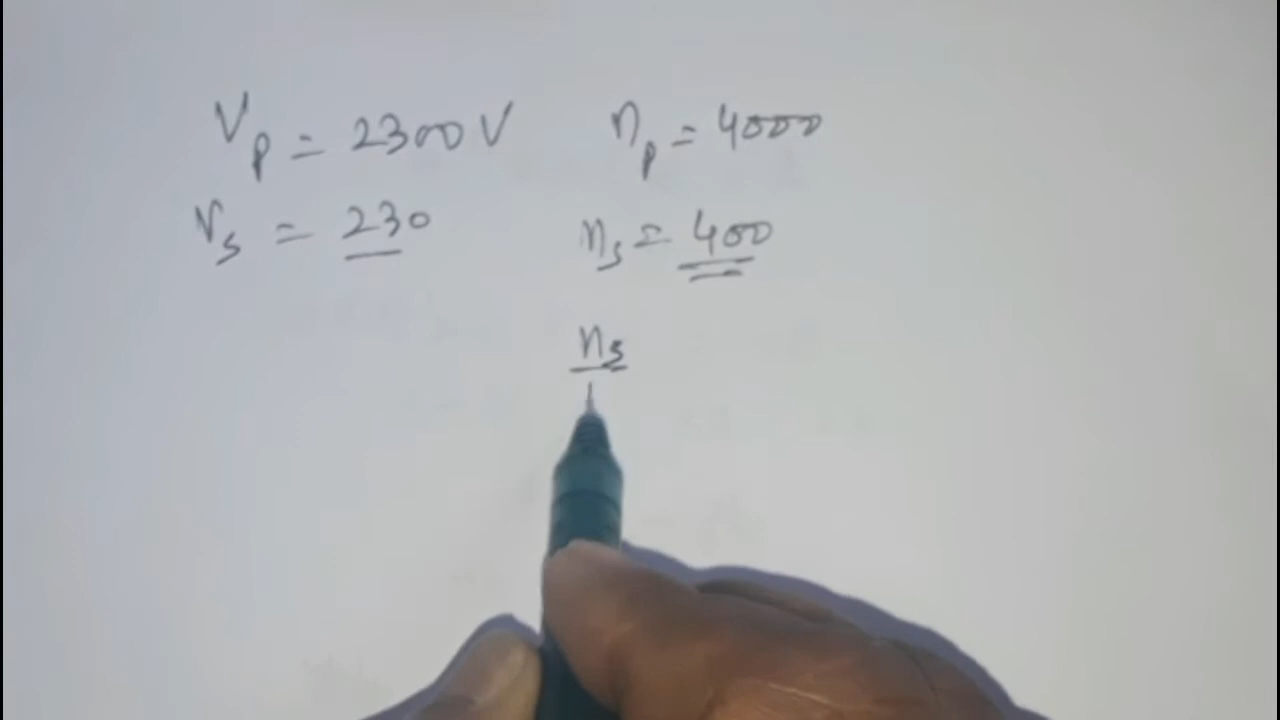 Vp = 2300 V np = 4000
Vs = 230 ns = 400
ns